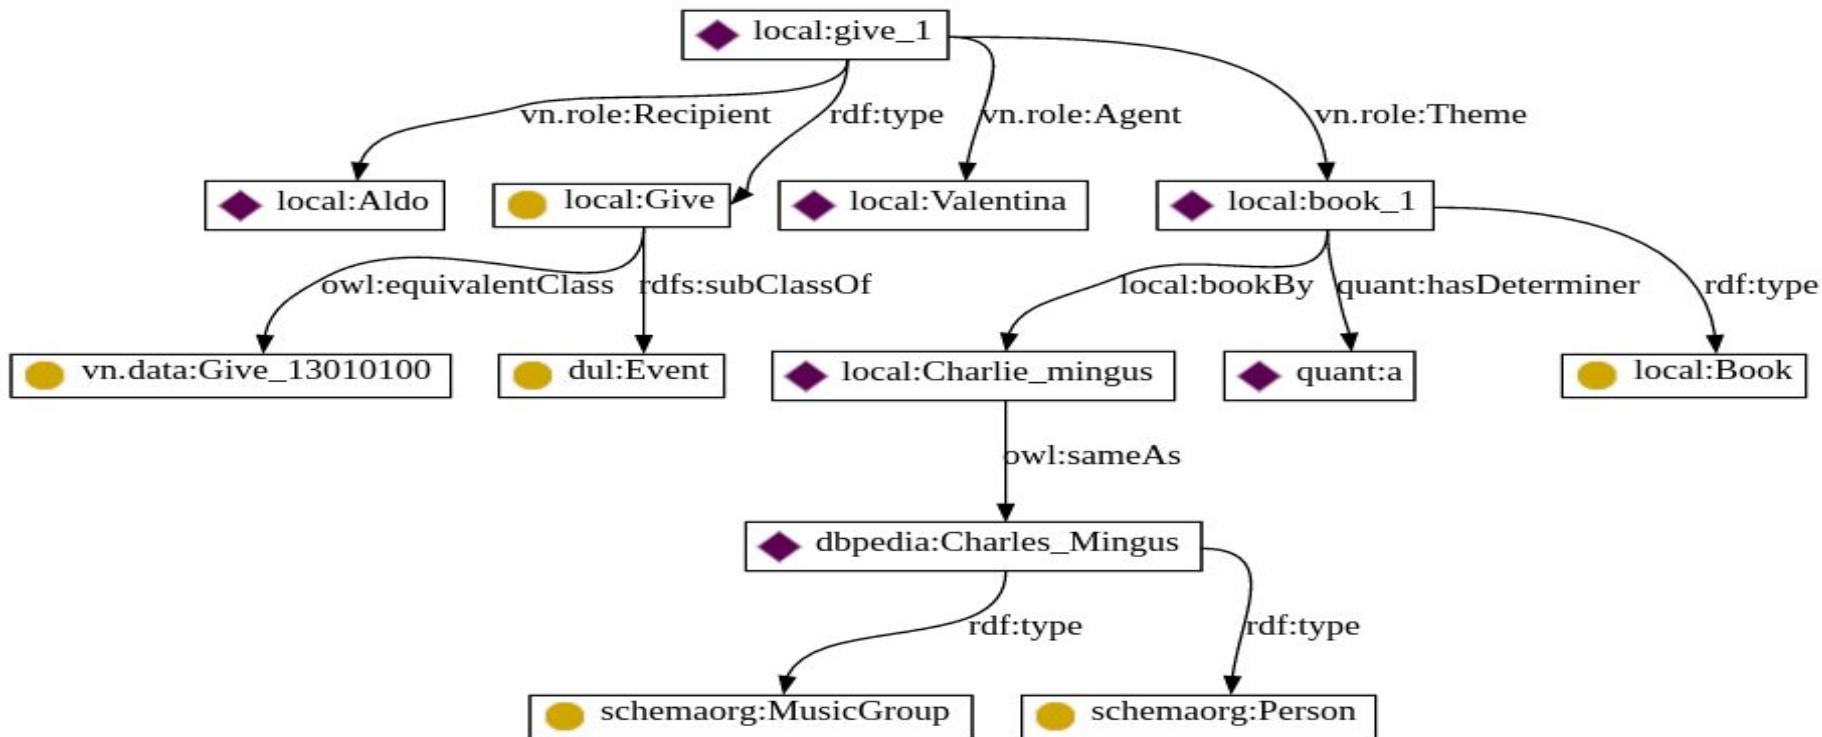 local:give_1
vn.role:Recipient
rdf:type
vn.role:Agent
vn.role:Theme
local:Aldo
local:Give
local:Valentina
local:book_1
owl:equivalentClass
rdfs:subClassOf
local:bookBy
quant:hasDeterminer
rdf:type
vn.data:Give_13010100
dul:Event
local:Charlie_mingus
quant:a
local:Book
owl:sameAs
dbpedia:Charles_Mingus
rdf:type
rdf:type
schemaorg:MusicGroup
schemaorg:Person